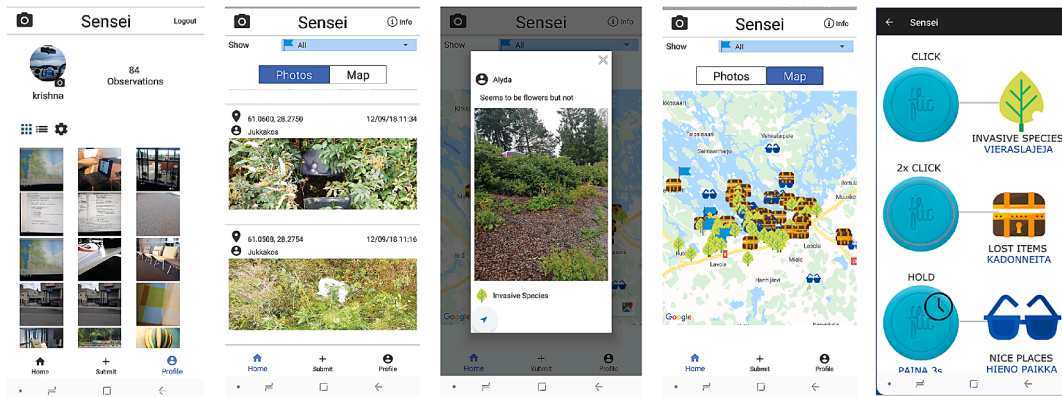 Sensei
Logout
84
Observations
krishna
Home
Submit
Profile
Sensei
Info
Show
All
Photos
Map
61.0600, 28.2750
12/09/18 11:34
Jukkakos
61.0508, 28.2754
12/09/18 11:16
Jukkakos
Home
Submit
Profile
Sensei
Info
Show
All
Alyda
Seems to be flowers but not
Invasive Species
Google
Home
Submit
Profile
Sensei
Info
Show
All
Photos
Map
Taipalsaari
Lavola
Mielo
Google
Home
Submit
Profile
Sensei
CLICK
flic
INVASIVE SPECIES
VIERASLAJEJA
2x CLICK
flic
LOST ITEMS
KADONNEITA
HOLD
flic
NICE PLACES
HIENO PAIKKA
PAINA 3s